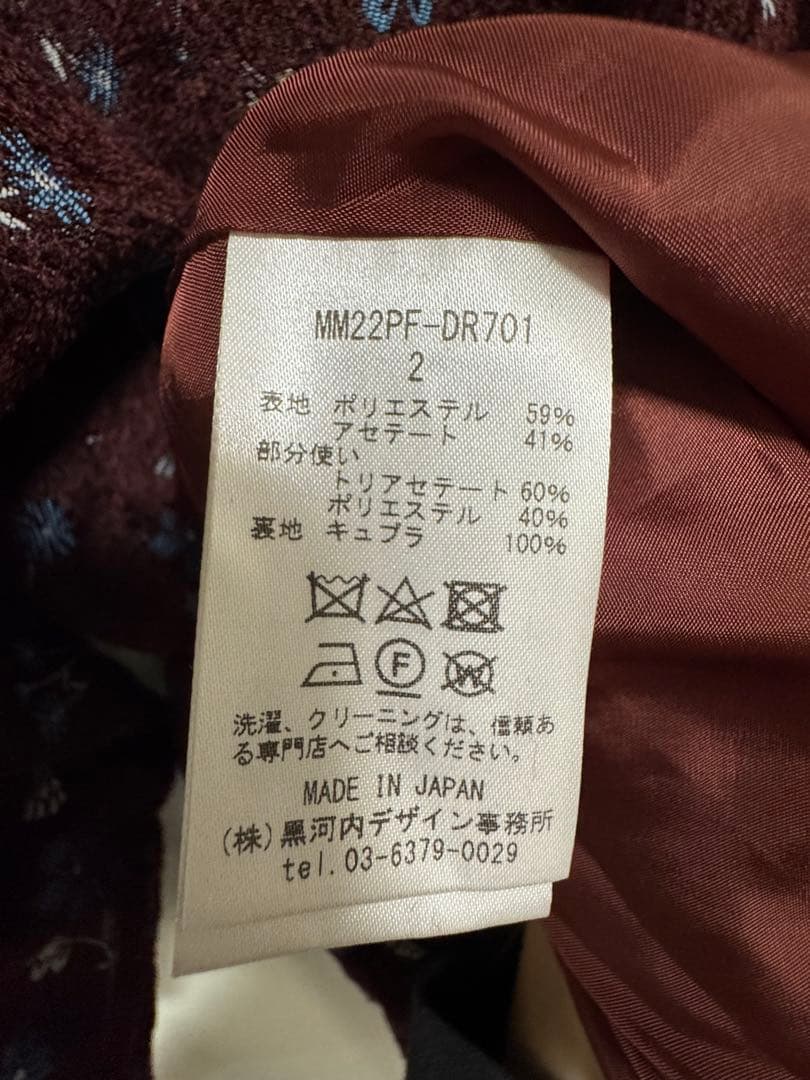 MM22PF-DR701
2
表地 ポリエステル 59%
アセテート 41%
部分使い
トリアセテート 60%
ポリエステル 40%
裏地 キュプラ 100%
F
W
洗濯、クリーニングは、信頼あ
る専門店へご相談ください。
MADE IN JAPAN
(株)黒河内デザイン事務所
tel.03-6379-0029